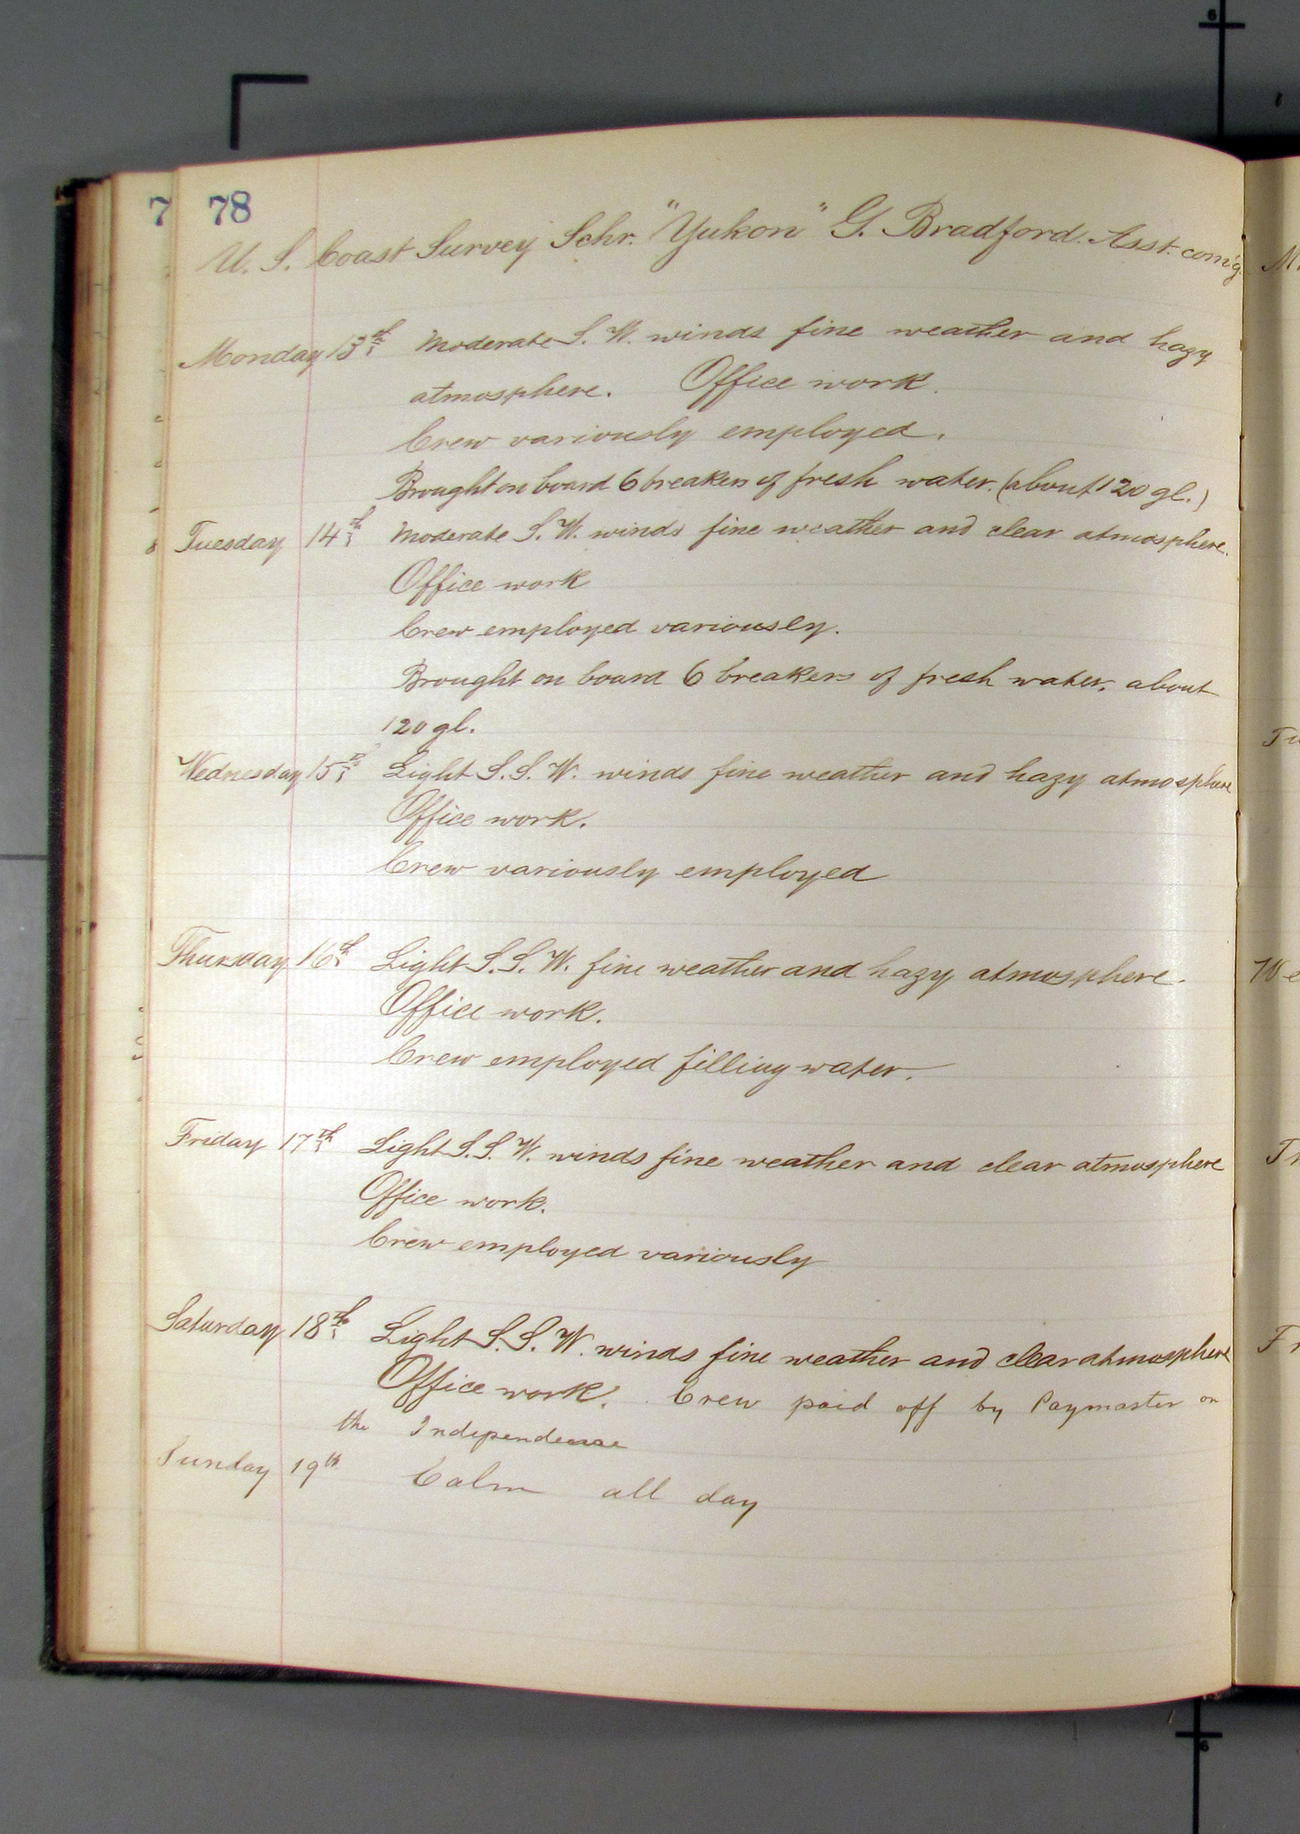 7 78
U. S. Coast Survey Schr. "Yukon" G. Bradford. Asst. com'g
Monday 13th Moderate S. W. winds fine weather and hazy
atmosphere. Office work.
Crew variously employed.
Brought on board 6 breakers of fresh water. (about 120 gl.)
Tuesday 14th Moderate S. W. winds fine weather and clear atmosphere.
Office work
Crew employed variously.
Brought on board 6 breakers of fresh water, about
120 gl.
Wednesday 15th Light S. S. W. winds fine weather and hazy atmosphere
Office work.
Crew variously employed
Thursday 16th Light S. S. W. fine weather and hazy atmosphere.
Office work.
Crew employed filling water.
Friday 17th Light S. S. W. winds fine weather and clear atmosphere
Office work.
Crew employed variously
Saturday 18th Light S. S. W. winds fine weather and clear atmosphere
Office work. Crew paid off by Paymaster on
the Independence
Sunday 19th Calm all day